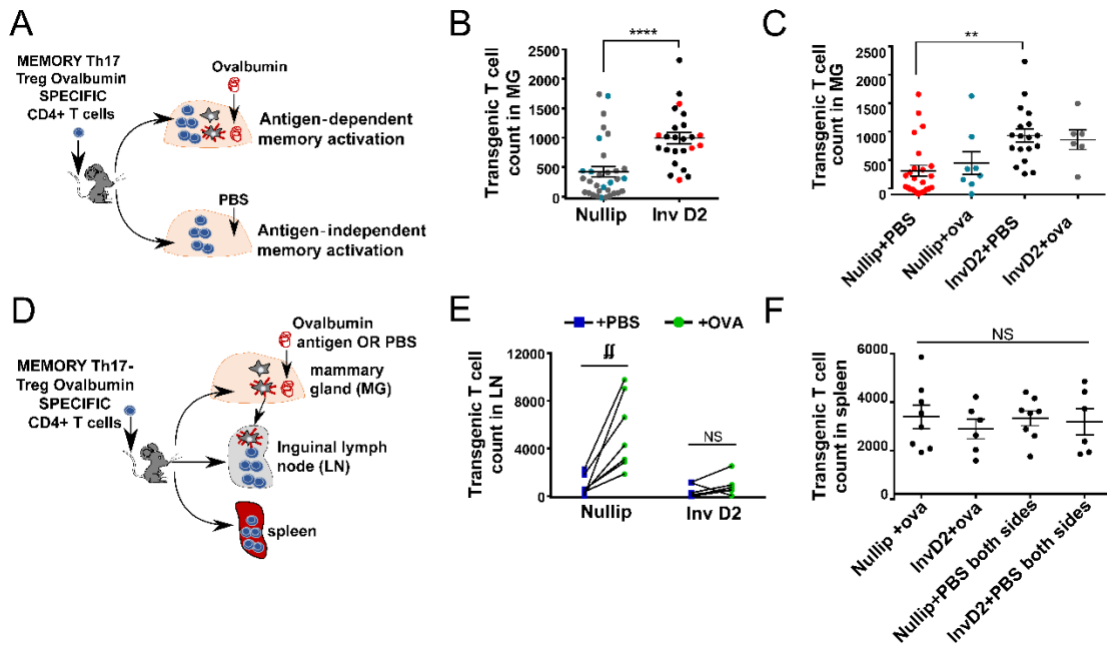 A
MEMORY Th17
Treg Ovalbumin
SPECIFIC
CD4+ T cells
Ovalbumin
Antigen-dependent
memory activation
PBS
Antigen-independent
memory activation
B
Transgenic T cell
count in MG
2500
2000
1500
1000
500
0
****
Nullip
Inv D2
C
Transgenic T cell
count in MG
2500
2000
1500
1000
500
0
**
Nullip+PBS
Nullip+ova
InvD2+PBS
InvD2+ova
D
MEMORY Th17-
Treg Ovalbumin
SPECIFIC
CD4+ T cells
Ovalbumin
antigen OR PBS
mammary
gland (MG)
Inguinal lymph
node (LN)
spleen
E
+PBS
+OVA
Transgenic T cell
count in LN
12000
8000
4000
0
∬
NS
Nullip
Inv D2
F
Transgenic T cell
count in spleen
6000
4000
2000
0
NS
Nullip +ova
InvD2+ova
Nullip+PBS both sides
InvD2+PBS both sides